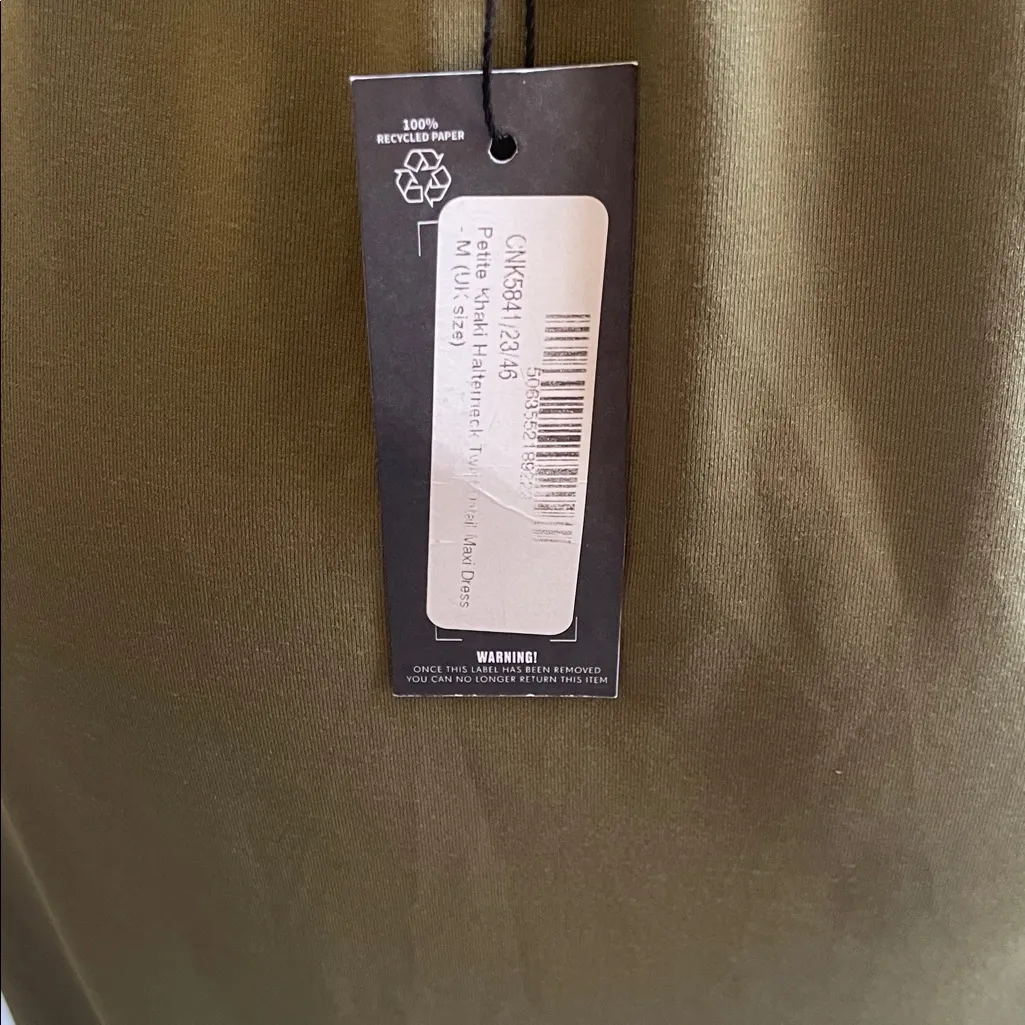 100%
RECYCLED PAPER
CNK5841/23/46
Petite Khaki Halterneck Maxi Dress
- M (UK size)
WARNING!
ONCE THIS LABEL HAS BEEN REMOVED
YOU CAN NO LONGER RETURN THIS ITEM